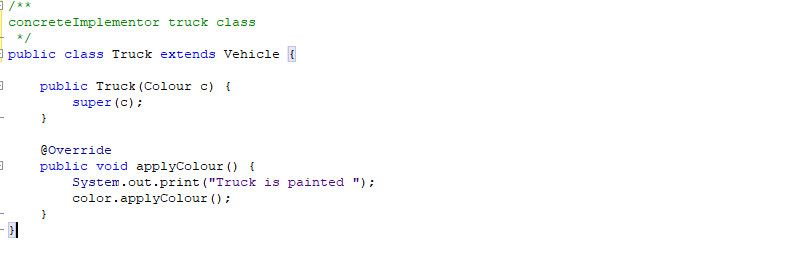 /**
concreteImplementor truck class
 */
public class Truck extends Vehicle {

    public Truck(Colour c) {
        super(c);
    }

    @Override
    public void applyColour() {
        System.out.print("Truck is painted ");
        color.applyColour();
    }
}